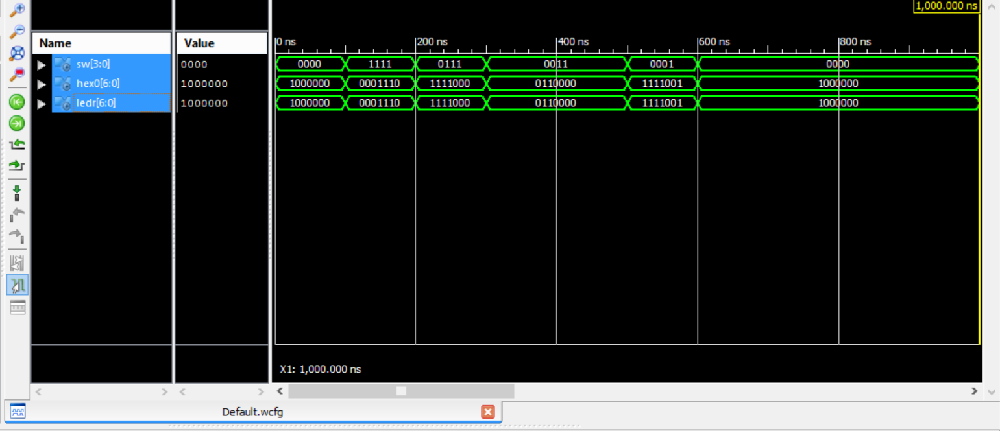 1,000.000 ns
Name Value 0 ns 200 ns 400 ns 600 ns 800 ns
sw[3:0] 0000 0000 1111 0111 0011 0001 0000
hex0[6:0] 1000000 1000000 0001110 1111000 0110000 1111001 1000000
ledr[6:0] 1000000 1000000 0001110 1111000 0110000 1111001 1000000
X1: 1,000.000 ns
Default.wcfg